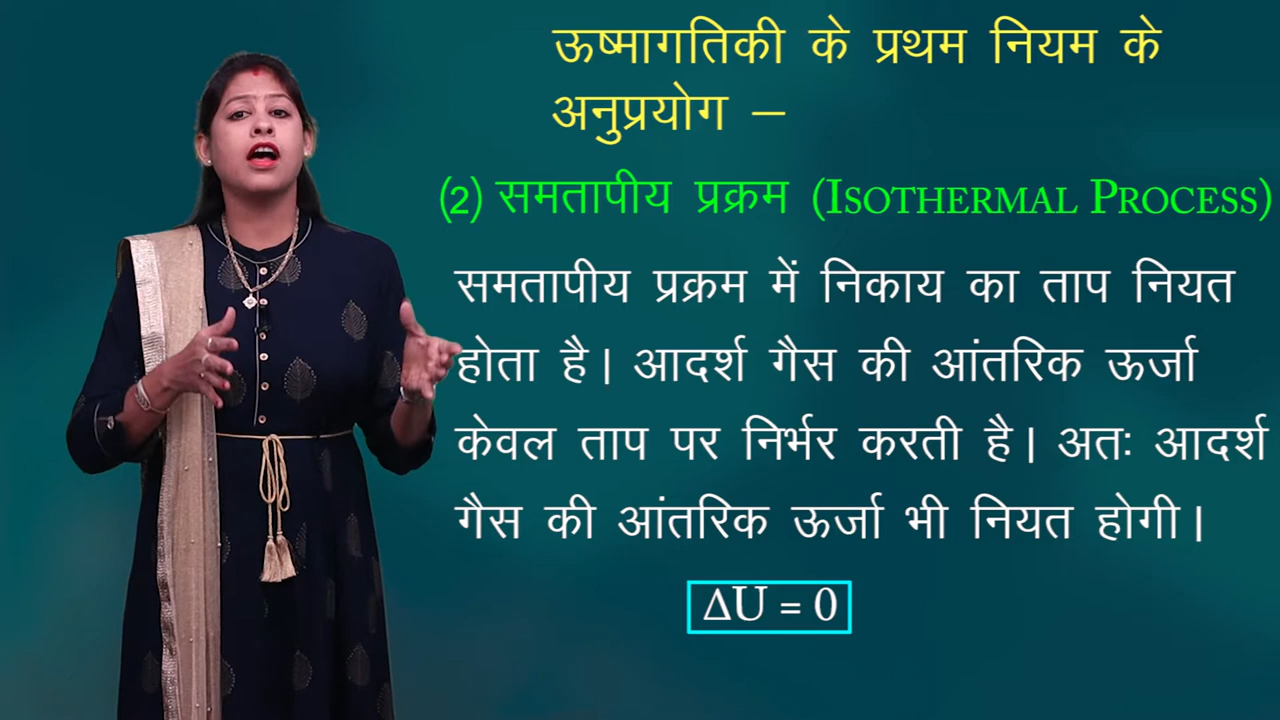 ऊष्मागतिकी के प्रथम नियम के
अनुप्रयोग –
(2) समतापीय प्रक्रम (ISOTHERMAL PROCESS)
समतापीय प्रक्रम में निकाय का ताप नियत
होता है। आदर्श गैस की आंतरिक ऊर्जा
केवल ताप पर निर्भर करती है। अतः आदर्श
गैस की आंतरिक ऊर्जा भी नियत होगी।
ΔU = 0